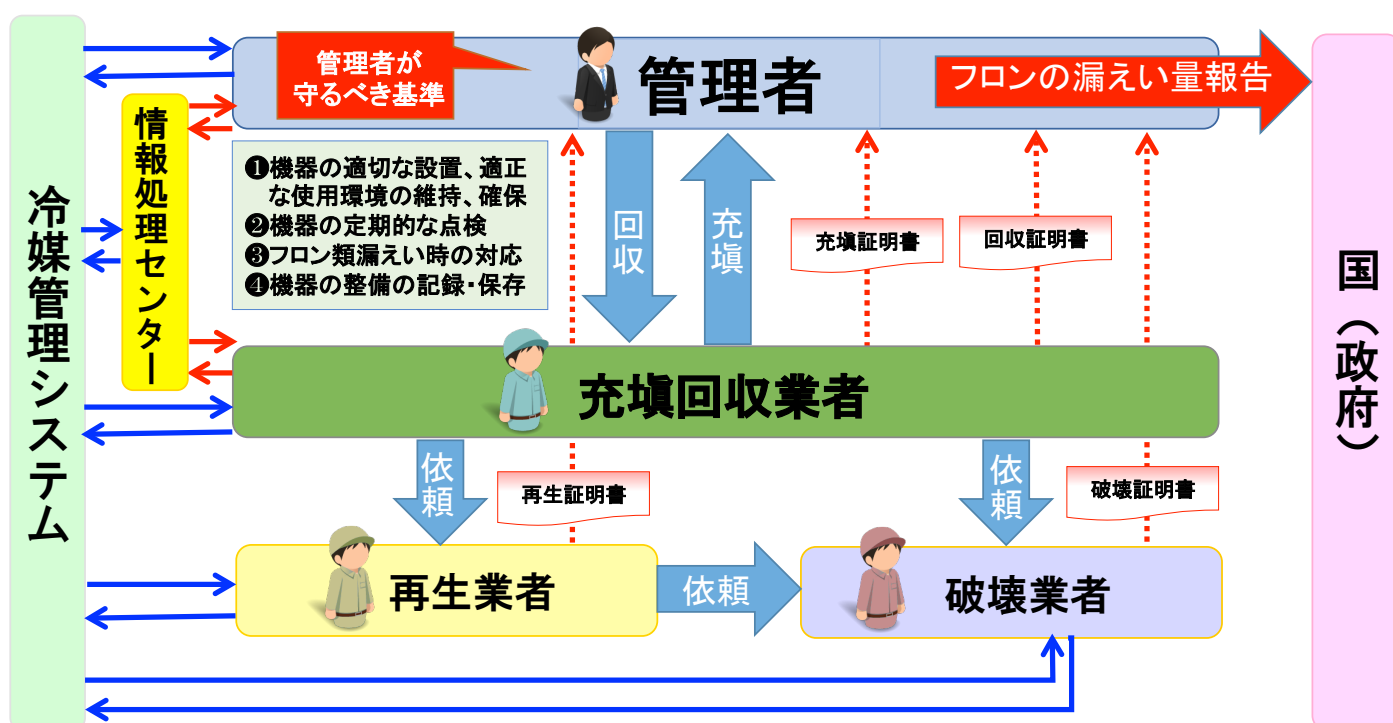 冷媒管理システム
情報処理センター
管理者が
守るべき基準
管理者
フロンの漏えい量報告
国（政府）
❶機器の適切な設置、適正
な使用環境の維持、確保
❷機器の定期的な点検
❸フロン類漏えい時の対応
❹機器の整備の記録・保存
回収
充塡
充塡証明書
回収証明書
充塡回収業者
依頼
再生証明書
依頼
破壊証明書
再生業者
依頼
破壊業者